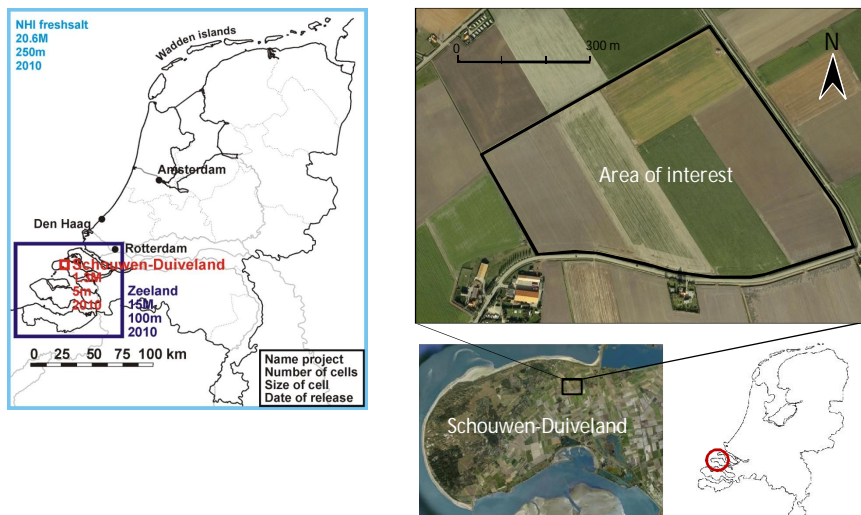 NHI freshsalt
20.6M
250m
2010
Wadden islands
Amsterdam
Den Haag
Rotterdam
Schouwen-Duiveland
1.3M
5m
2010
Zeeland
15M
100m
2010
0 25 50 75 100 km
Name project
Number of cells
Size of cell
Date of release
0 300 m
N
Area of interest
Schouwen-Duiveland